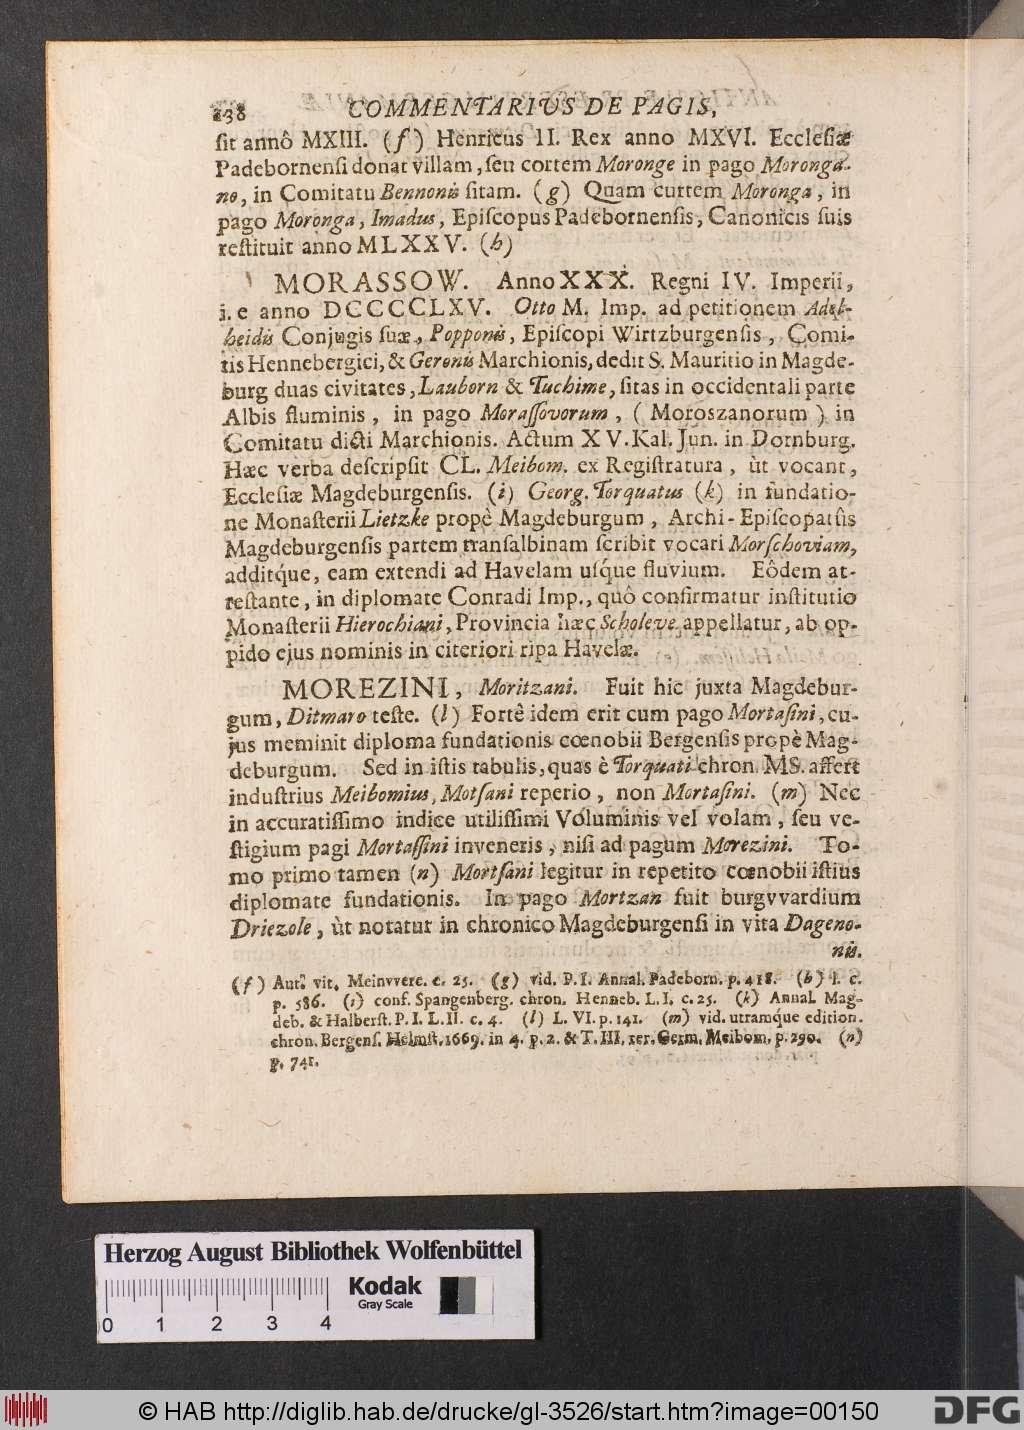 238 COMMENTARIUS DE PAGIS,
ſit annô MXIII. (f) Henricus II. Rex anno MXVI. Eccleſiæ
Padebornenſi donat villam, ſeu cortem Moronge in pago Moronga-
no, in Comitatu Bennonis ſitam. (g) Quam curtem Moronga, in
pago Moronga, Imadus, Epiſcopus Padebornenſis, Canonicis ſuis
reſtituit anno MLXXV. (h)
MORASSOW. Anno XXX. Regni IV. Imperii,
i. e anno DCCCCLXV. Otto M. Imp. ad petitionem Adel-
heidis Conjugis ſuæ, Popponis, Epiſcopi Wirtzburgenſis, Comi-
tis Hennebergici, & Geronis Marchionis, dedit S. Mauritio in Magde-
burg duas civitates, Lauborn & Tuchime, ſitas in occidentali parte
Albis fluminis, in pago Moraſſovorum, (Moroszanorum) in
Comitatu dicti Marchionis. Actum XV. Kal. Jun. in Dornburg.
Hæc verba deſcripſit CL. Meibom. ex Regiſtratura, ùt vocant,
Eccleſiæ Magdeburgenſis. (i) Georg. Torquatus (k) in fundatio-
ne Monaſterii Lietzke propè Magdeburgum, Archi-Epiſcopatûs
Magdeburgenſis partem tranſalbinam ſcribit vocari Morſchoviam,
additq́ue, eam extendi ad Havelam uſq́ue fluvium. Eôdem at-
teſtante, in diplomate Conradi Imp., quô confirmatur inſtitutio
Monaſterii Hierochiani, Provincia hæc Scholeve appellatur, ab op-
pido ejus nominis in citeriori ripa Havelæ.
MOREZINI, Moritzani. Fuit hic juxta Magdebur-
gum, Ditmaro teſte. (l) Fortê idem erit cum pago Mortaſini, cu-
jus meminit diploma fundationis cœnobii Bergenſis propè Mag-
deburgum. Sed in iſtis tabulis, quas è Torquati chron. MS. affert
induſtrius Meibomius, Motſani reperio, non Mortaſini. (m) Nec
in accuratiſſimo indice utiliſſimi Voluminis vel volam, ſeu ve-
ſtigium pagi Mortaſſini inveneris, niſi ad pagum Morezini. To-
mo primo tamen (n) Mortſani legitur in repetito cœnobii iſtius
diplomate fundationis. In pago Mortzan fuit burgvvardium
Driezole, ùt notatur in chronico Magdeburgenſi in vita Dageno-
nis.
(f) Aut. vit. Meinvverc. c. 25. (g) vid. P. I. Annal. Padeborn. p. 418. (h) l. c.
p. 586. (i) conf. Spangenberg. chron. Henneb. L. I. c. 25. (k) Annal. Mag-
deb. & Halberſt. P. I. L. II. c. 4. (l) L. VI. p. 141. (m) vid. utramque edition.
chron. Bergenſ. Helmſt. 1669. in 4. p. 2. & T. III. rer. Germ. Meibom. p. 290. (n)
p. 741.
Herzog August Bibliothek Wolfenbüttel
Kodak
Gray Scale
0 1 2 3 4
© HAB http://diglib.hab.de/drucke/gl-3526/start.htm?image=00150
DFG